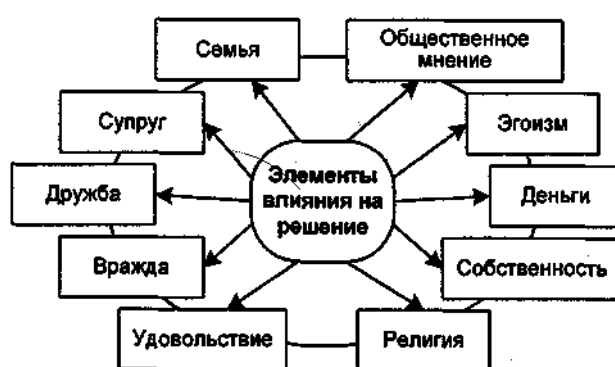 Семья
Общественное
мнение
Супруг
Эгоизм
Элементы
влияния на
решение
Дружба
Деньги
Вражда
Собственность
Удовольствие
Религия